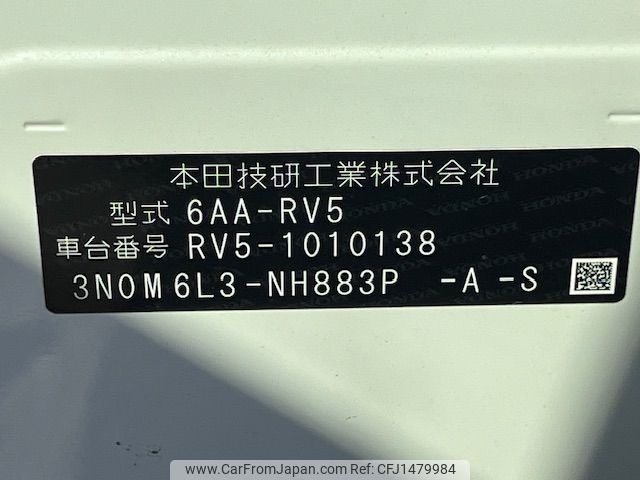 本田技研工業株式会社
型式 6AA-RV5
車台番号 RV5-1010138
3N0M6L3-NH883P -A -S
www.CarFromJapan.com | ID:CFJ1479984